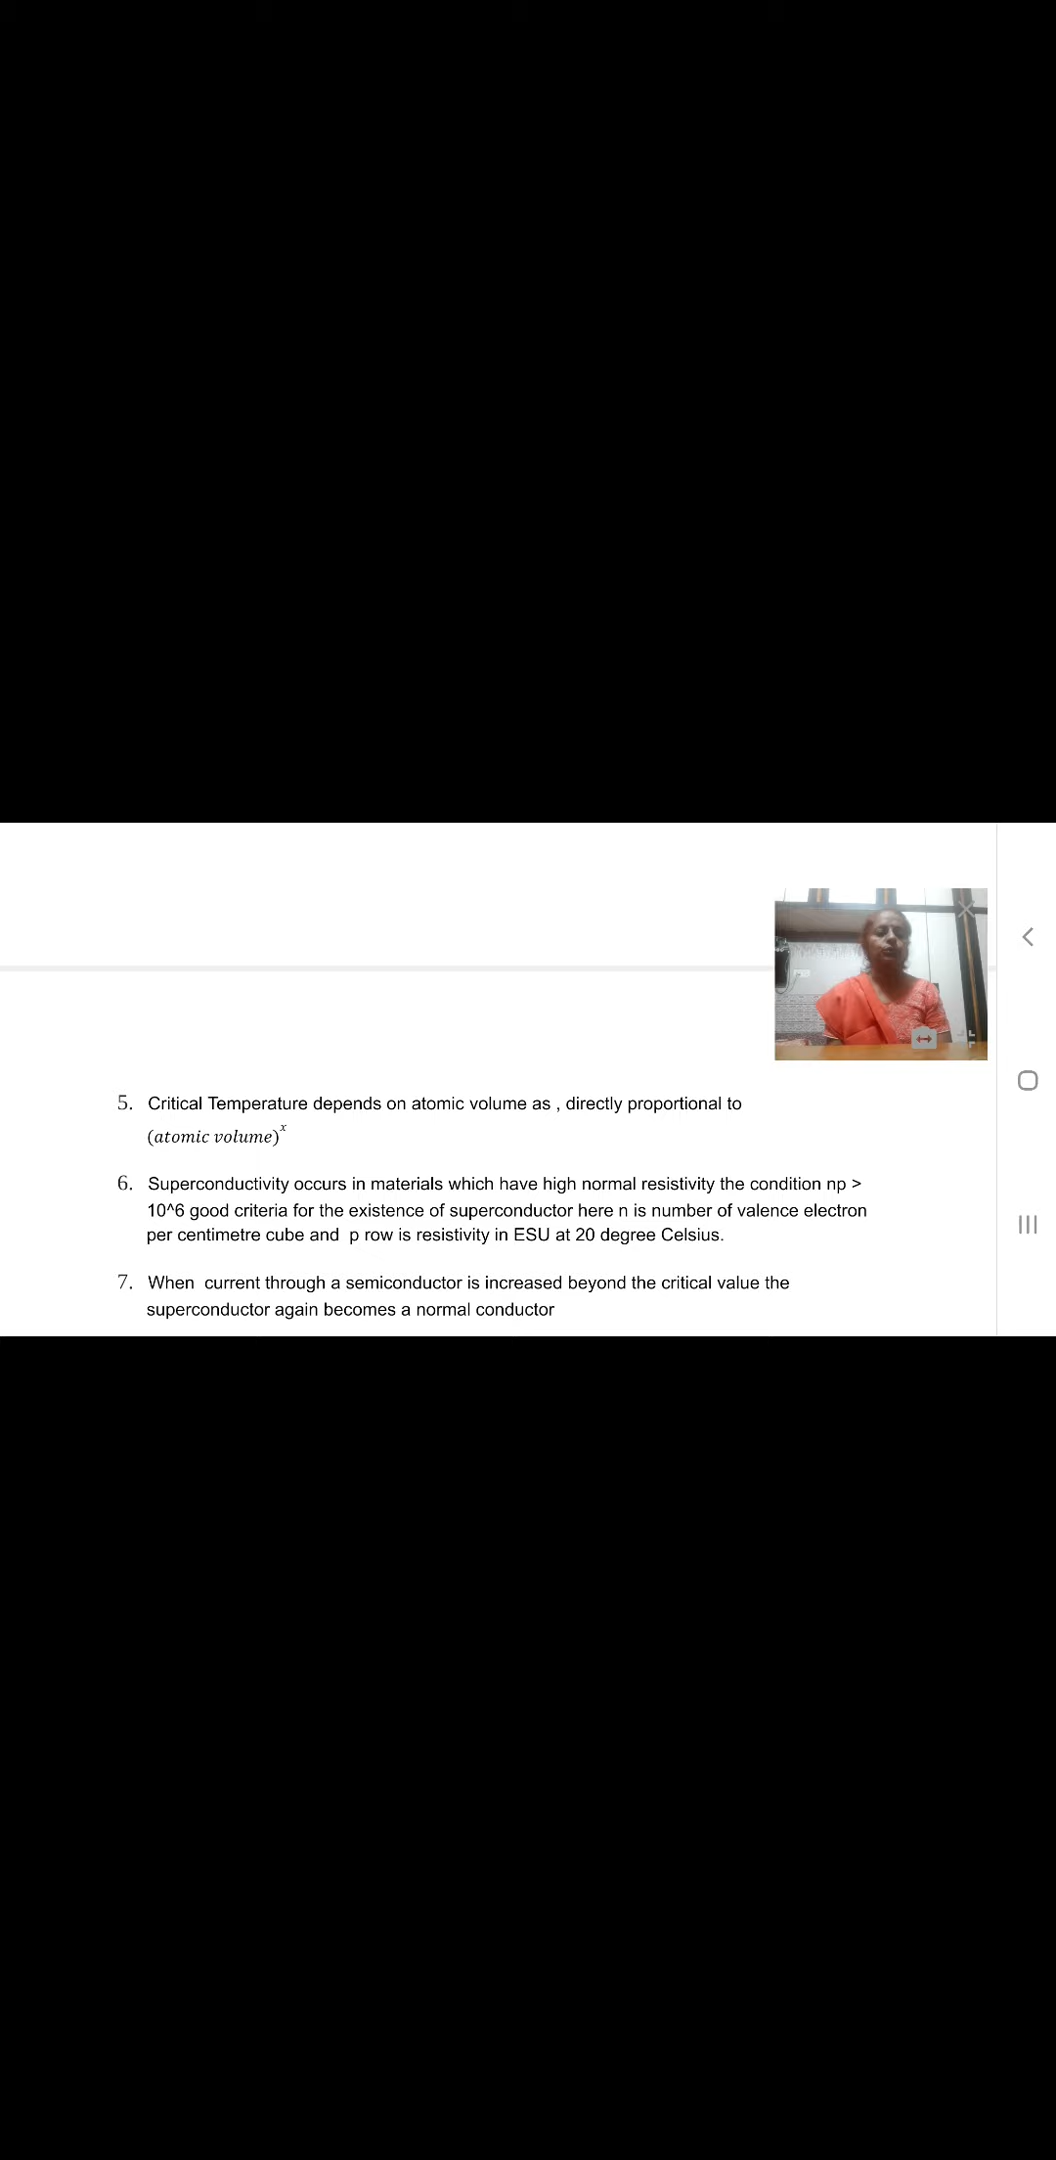 5. Critical Temperature depends on atomic volume as , directly proportional to
(atomic volume)^x
6. Superconductivity occurs in materials which have high normal resistivity the condition np >
10^6 good criteria for the existence of superconductor here n is number of valence electron
per centimetre cube and  p row is resistivity in ESU at 20 degree Celsius.
7. When  current through a semiconductor is increased beyond the critical value the
superconductor again becomes a normal conductor